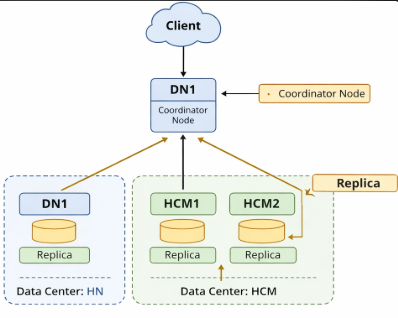 Client
DN1
Coordinator
Node
• Coordinator Node
Replica
DN1
HCM1
HCM2
Replica
Replica
Replica
Data Center: HN
Data Center: HCM